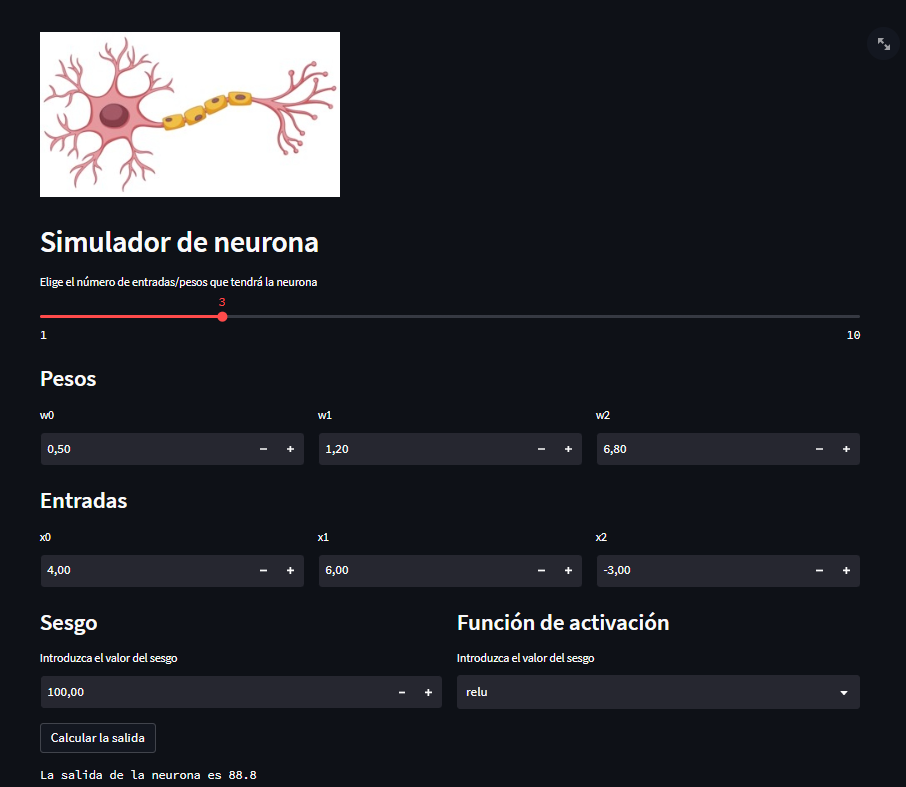 Simulador de neurona
Elige el número de entradas/pesos que tendrá la neurona
3
1 10
Pesos
w0 w1 w2
0,50 − + 1,20 − + 6,80 − +
Entradas
x0 x1 x2
4,00 − + 6,00 − + -3,00 − +
Sesgo Función de activación
Introduzca el valor del sesgo Introduzca el valor del sesgo
100,00 − + relu
Calcular la salida
La salida de la neurona es 88.8